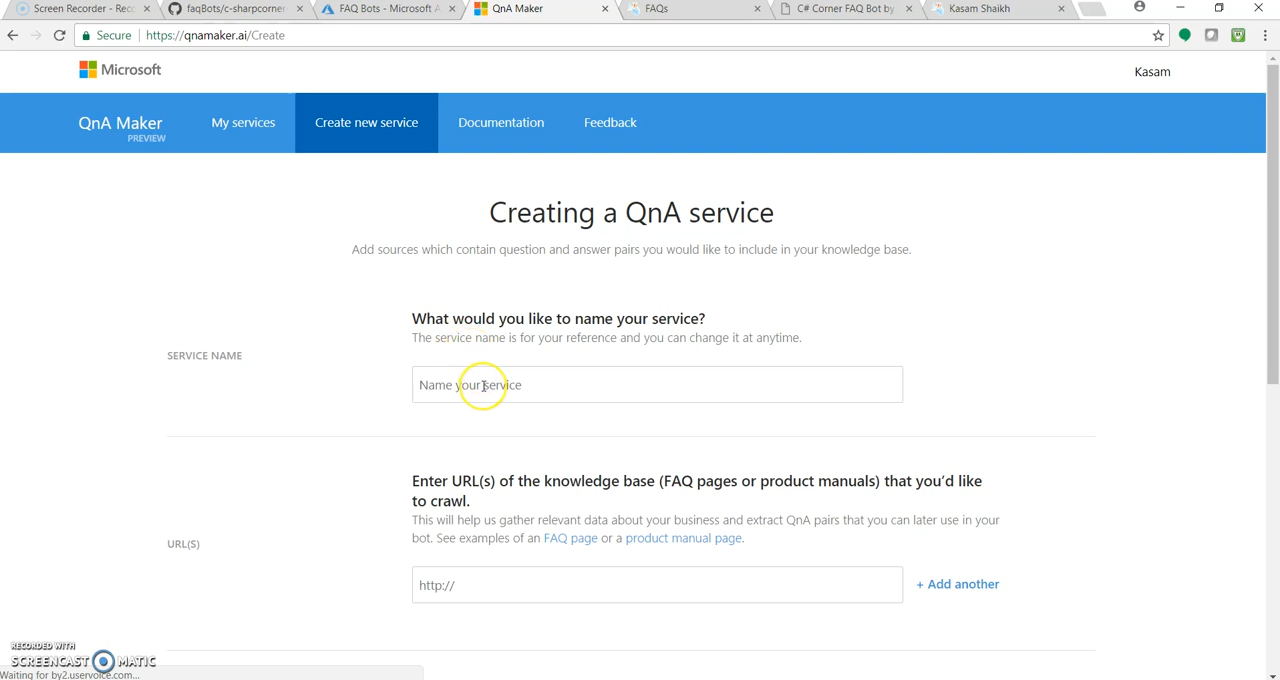 Screen Recorder - Rec
faqBots/c-sharpcorner
FAQ Bots - Microsoft A
QnA Maker
FAQs
C# Corner FAQ Bot by
Kasam Shaikh
Secure
https://qnamaker.ai/Create
Microsoft
Kasam
QnA Maker
PREVIEW
My services
Create new service
Documentation
Feedback
Creating a QnA service
Add sources which contain question and answer pairs you would like to include in your knowledge base.
What would you like to name your service?
The service name is for your reference and you can change it at anytime.
SERVICE NAME
Name your service
Enter URL(s) of the knowledge base (FAQ pages or product manuals) that you’d like
to crawl.
This will help us gather relevant data about your business and extract QnA pairs that you can later use in your
bot. See examples of an FAQ page or a product manual page.
URL(S)
http://
+ Add another
RECORDED WITH
SCREENCAST MATIC
Waiting for by2.uservoice.com...